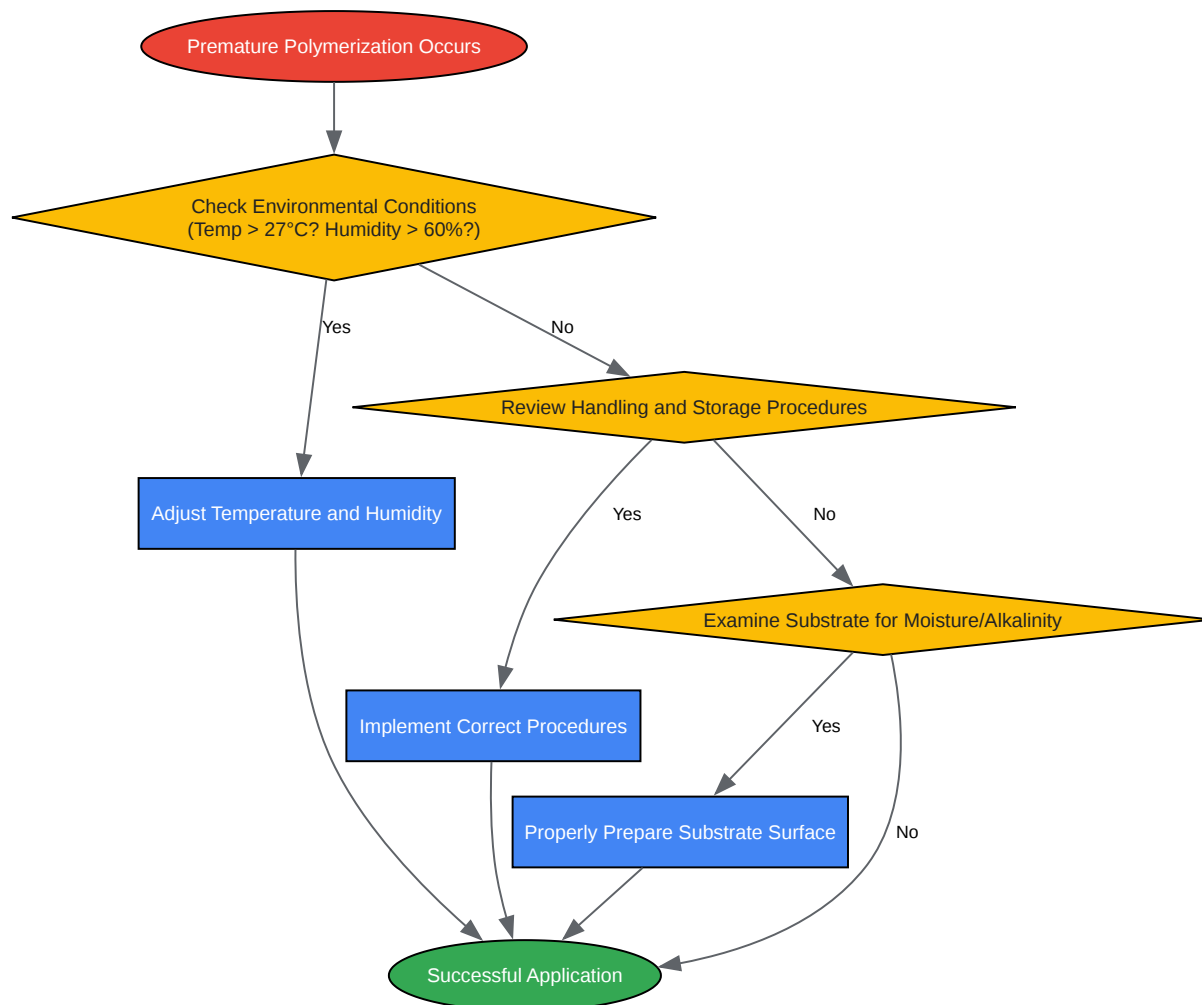 Premature Polymerization Occurs
Check Environmental Conditions
(Temp > 27°C? Humidity > 60%?)
Yes
No
Review Handling and Storage Procedures
Adjust Temperature and Humidity
Yes
No
Examine Substrate for Moisture/Alkalinity
Implement Correct Procedures
Yes
Properly Prepare Substrate Surface
No
Successful Application